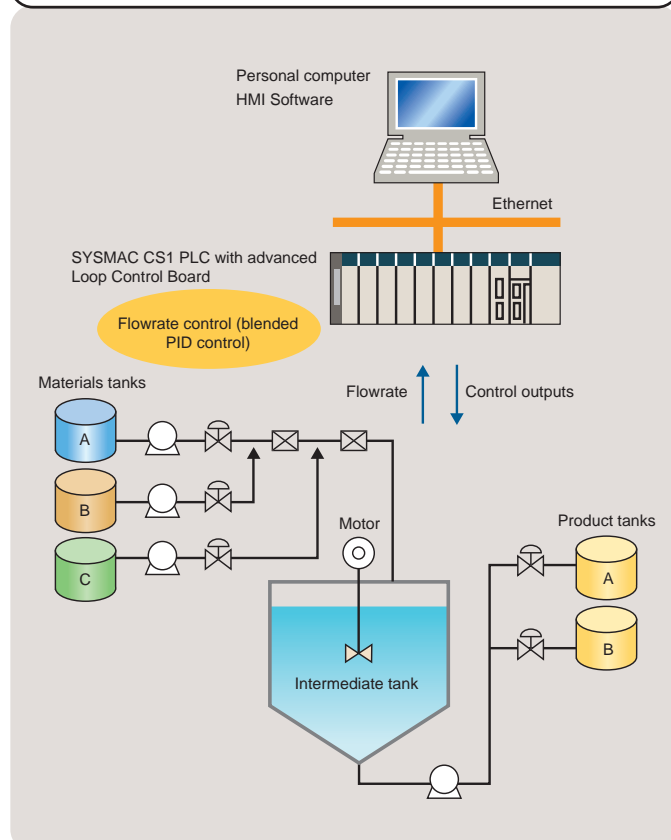 Personal computer
HMI Software
Ethernet
SYSMAC CS1 PLC with advanced
Loop Control Board
Flowrate control (blended
PID control)
Flowrate
Control outputs
Materials tanks
A
B
C
Motor
Product tanks
A
B
Intermediate tank